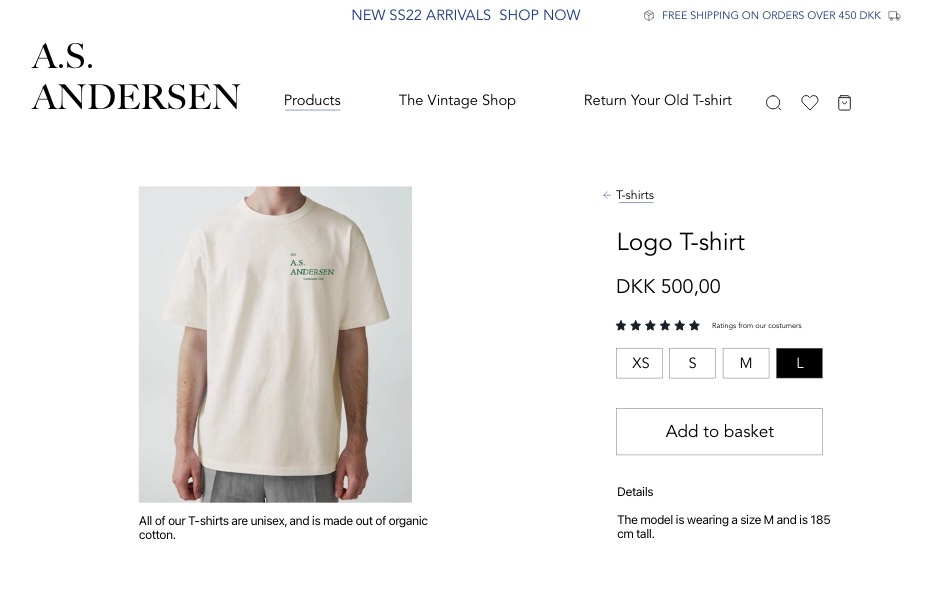 NEW SS22 ARRIVALS  SHOP NOW
FREE SHIPPING ON ORDERS OVER 450 DKK
A.S.
ANDERSEN
Products
The Vintage Shop
Return Your Old T-shirt
T-shirts
Logo T-shirt
DKK 500,00
Ratings from our costumers
XS
S
M
L
Add to basket
A.S.
ANDERSEN
Details
The model is wearing a size M and is 185
cm tall.
All of our T-shirts are unisex, and is made out of organic
cotton.